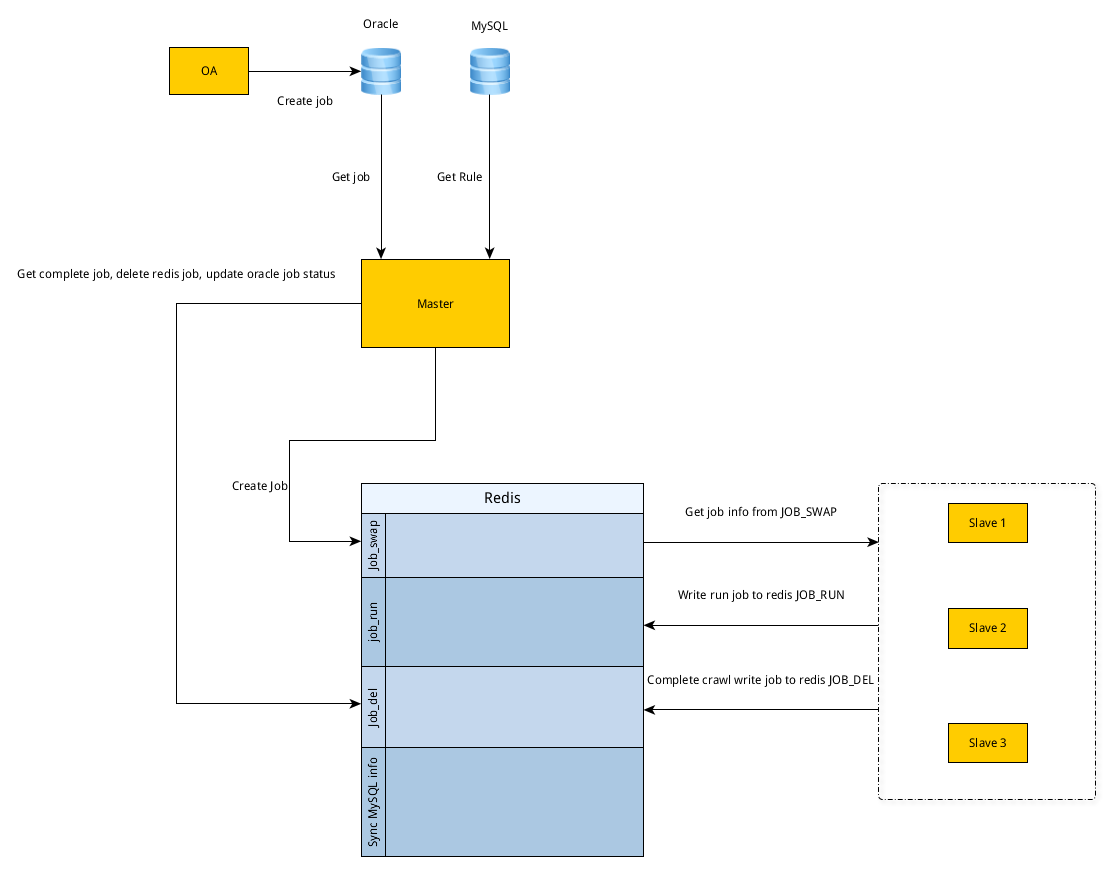 Oracle
MySQL
OA
Create job
Get job
Get Rule
Get complete job, delete redis job, update oracle job status
Master
Create Job
Redis
Job_swap
job_run
Job_del
Sync MySQL info
Get job info from JOB_SWAP
Write run job to redis JOB_RUN
Complete crawl write job to redis JOB_DEL
Slave 1
Slave 2
Slave 3